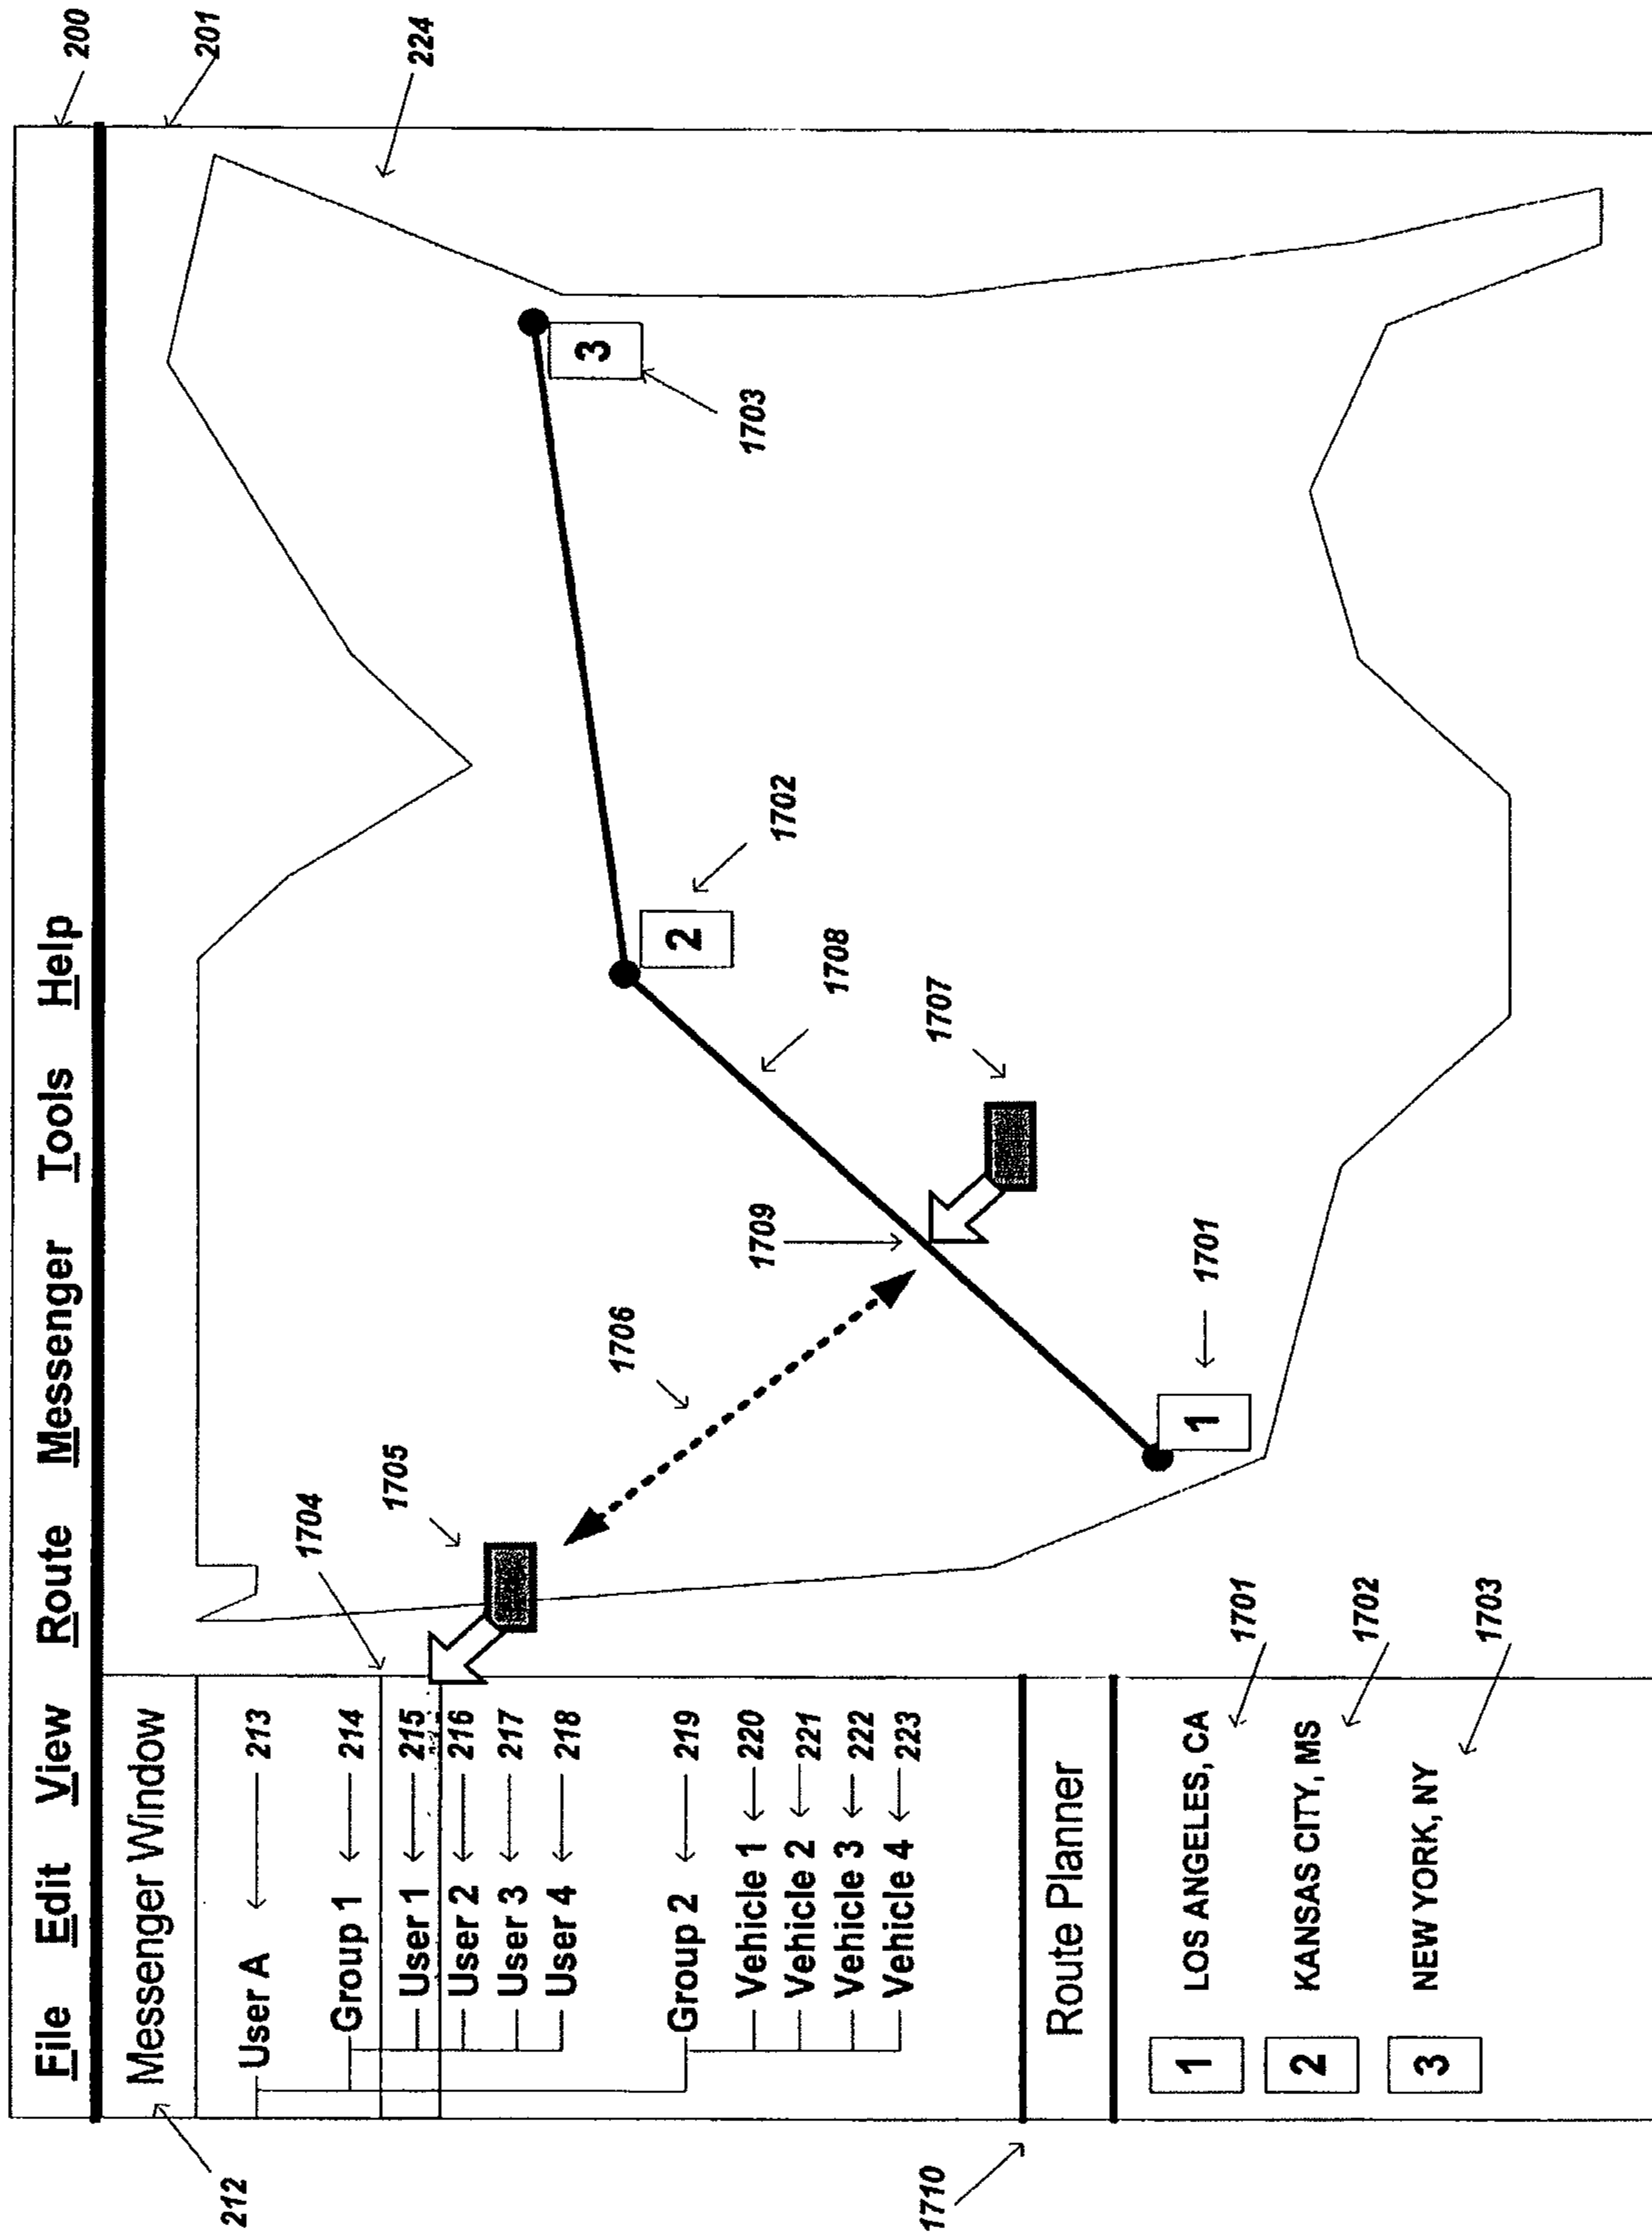 File Edit View Route Messenger Tools Help
200
201
224
212
Messenger Window
1704
1705
User A 213
Group 1 214
User 1 215
User 2 216
User 3 217
User 4 218
Group 2 219
Vehicle 1 220
Vehicle 2 221
Vehicle 3 222
Vehicle 4 223
1706
1709
1708
1707
2
1702
3
1703
1
1701
1710
Route Planner
1 LOS ANGELES, CA 1701
2 KANSAS CITY, MS 1702
3 NEW YORK, NY 1703